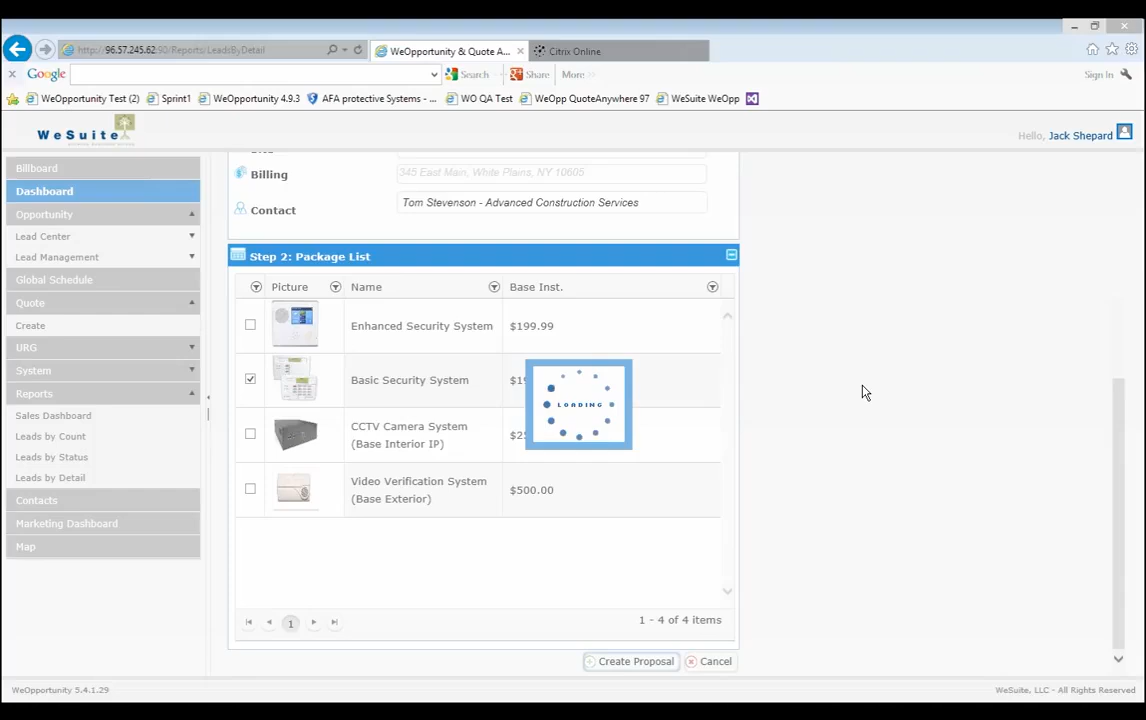 http://96.57.245.62:90/Reports/LeadsByDetail
WeOpportunity & Quote A...
Citrix Online
Google
Search
Share
More
Sign In
WeOpportunity Test (2)
Sprint1
WeOpportunity 4.9.3
AFA protective Systems - ...
WO QA Test
WeOpp QuoteAnywhere 97
WeSuite WeOpp
WeSuite
Hello, Jack Shepard
Billboard
Dashboard
Opportunity
Lead Center
Lead Management
Global Schedule
Quote
Create
URG
System
Reports
Sales Dashboard
Leads by Count
Leads by Status
Leads by Detail
Contacts
Marketing Dashboard
Map
Billing
345 East Main, White Plains, NY 10605
Contact
Tom Stevenson - Advanced Construction Services
Step 2: Package List
Picture
Name
Base Inst.
Enhanced Security System
$199.99
Basic Security System
CCTV Camera System
(Base Interior IP)
Video Verification System
(Base Exterior)
$500.00
LOADING
1
1 - 4 of 4 items
Create Proposal
Cancel
WeOpportunity 5.4.1.29
WeSuite, LLC - All Rights Reserved